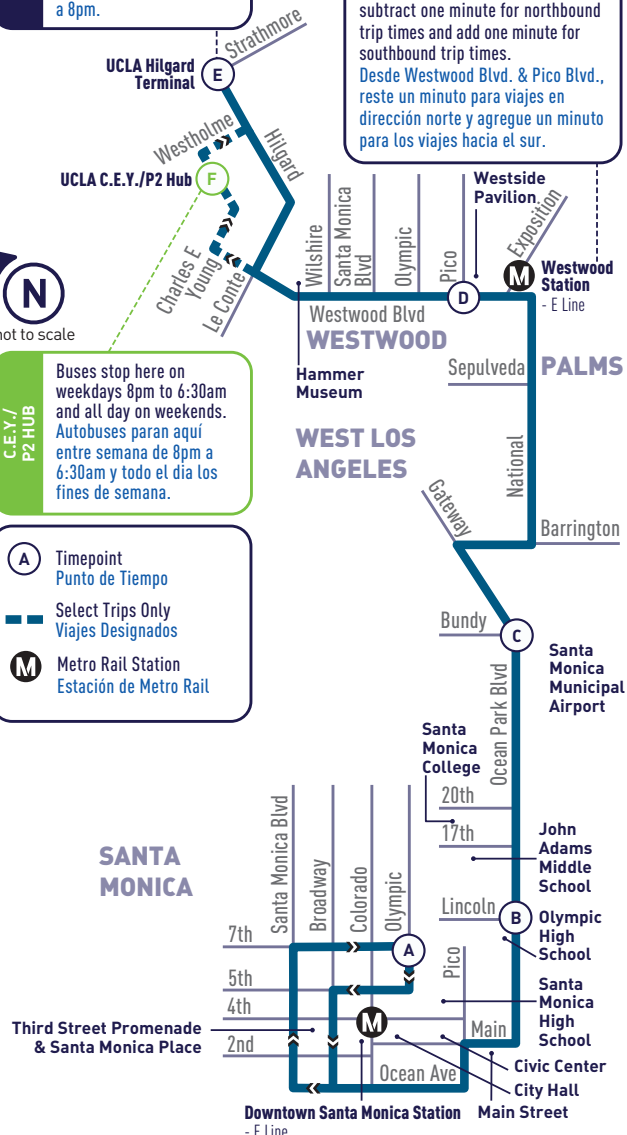 a 8pm.
subtract one minute for northbound
trip times and add one minute for
southbound trip times.
Desde Westwood Blvd. & Pico Blvd.,
reste un minuto para viajes en
dirección norte y agregue un minuto
para los viajes hacia el sur.
Strathmore
UCLA Hilgard
Terminal
E
Westholme
Hilgard
UCLA C.E.Y./P2 Hub
F
Charles E
Young
Le Conte
Wilshire
Santa Monica
Blvd
Olympic
Pico
Westside
Pavilion
Exposition
M
Westwood
Station
- E Line
D
Westwood Blvd
WESTWOOD
Hammer
Museum
N
not to scale
Sepulveda
PALMS
C.E.Y./
P2 HUB
Buses stop here on
weekdays 8pm to 6:30am
and all day on weekends.
Autobuses paran aquí
entre semana de 8pm a
6:30am y todo el dia los
fines de semana.
WEST LOS
ANGELES
National
Gateway
Barrington
A
Timepoint
Punto de Tiempo
Select Trips Only
Viajes Designados
M
Metro Rail Station
Estación de Metro Rail
Bundy
C
Santa
Monica
Municipal
Airport
Ocean Park Blvd
Santa
Monica
College
20th
17th
John
Adams
Middle
School
SANTA
MONICA
Santa Monica Blvd
Broadway
Colorado
Olympic
Lincoln
B
Olympic
High
School
7th
A
Pico
5th
4th
Santa
Monica
High
School
Third Street Promenade
& Santa Monica Place
M
Main
2nd
Ocean Ave
Civic Center
City Hall
Downtown Santa Monica Station
- E Line
Main Street